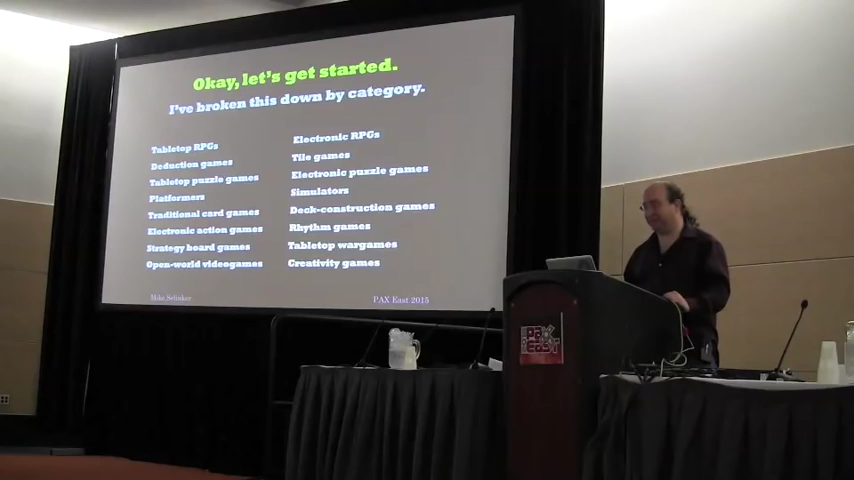 Okay, let's get started.
I've broken this down by category.
Tabletop RPGs
Deduction games
Tabletop puzzle games
Platformers
Traditional card games
Electronic action games
Strategy board games
Open-world videogames
Electronic RPGs
Tile games
Electronic puzzle games
Simulators
Deck-construction games
Rhythm games
Tabletop wargames
Creativity games
Mike Selinker
PAX East 2015
PAX
EAST